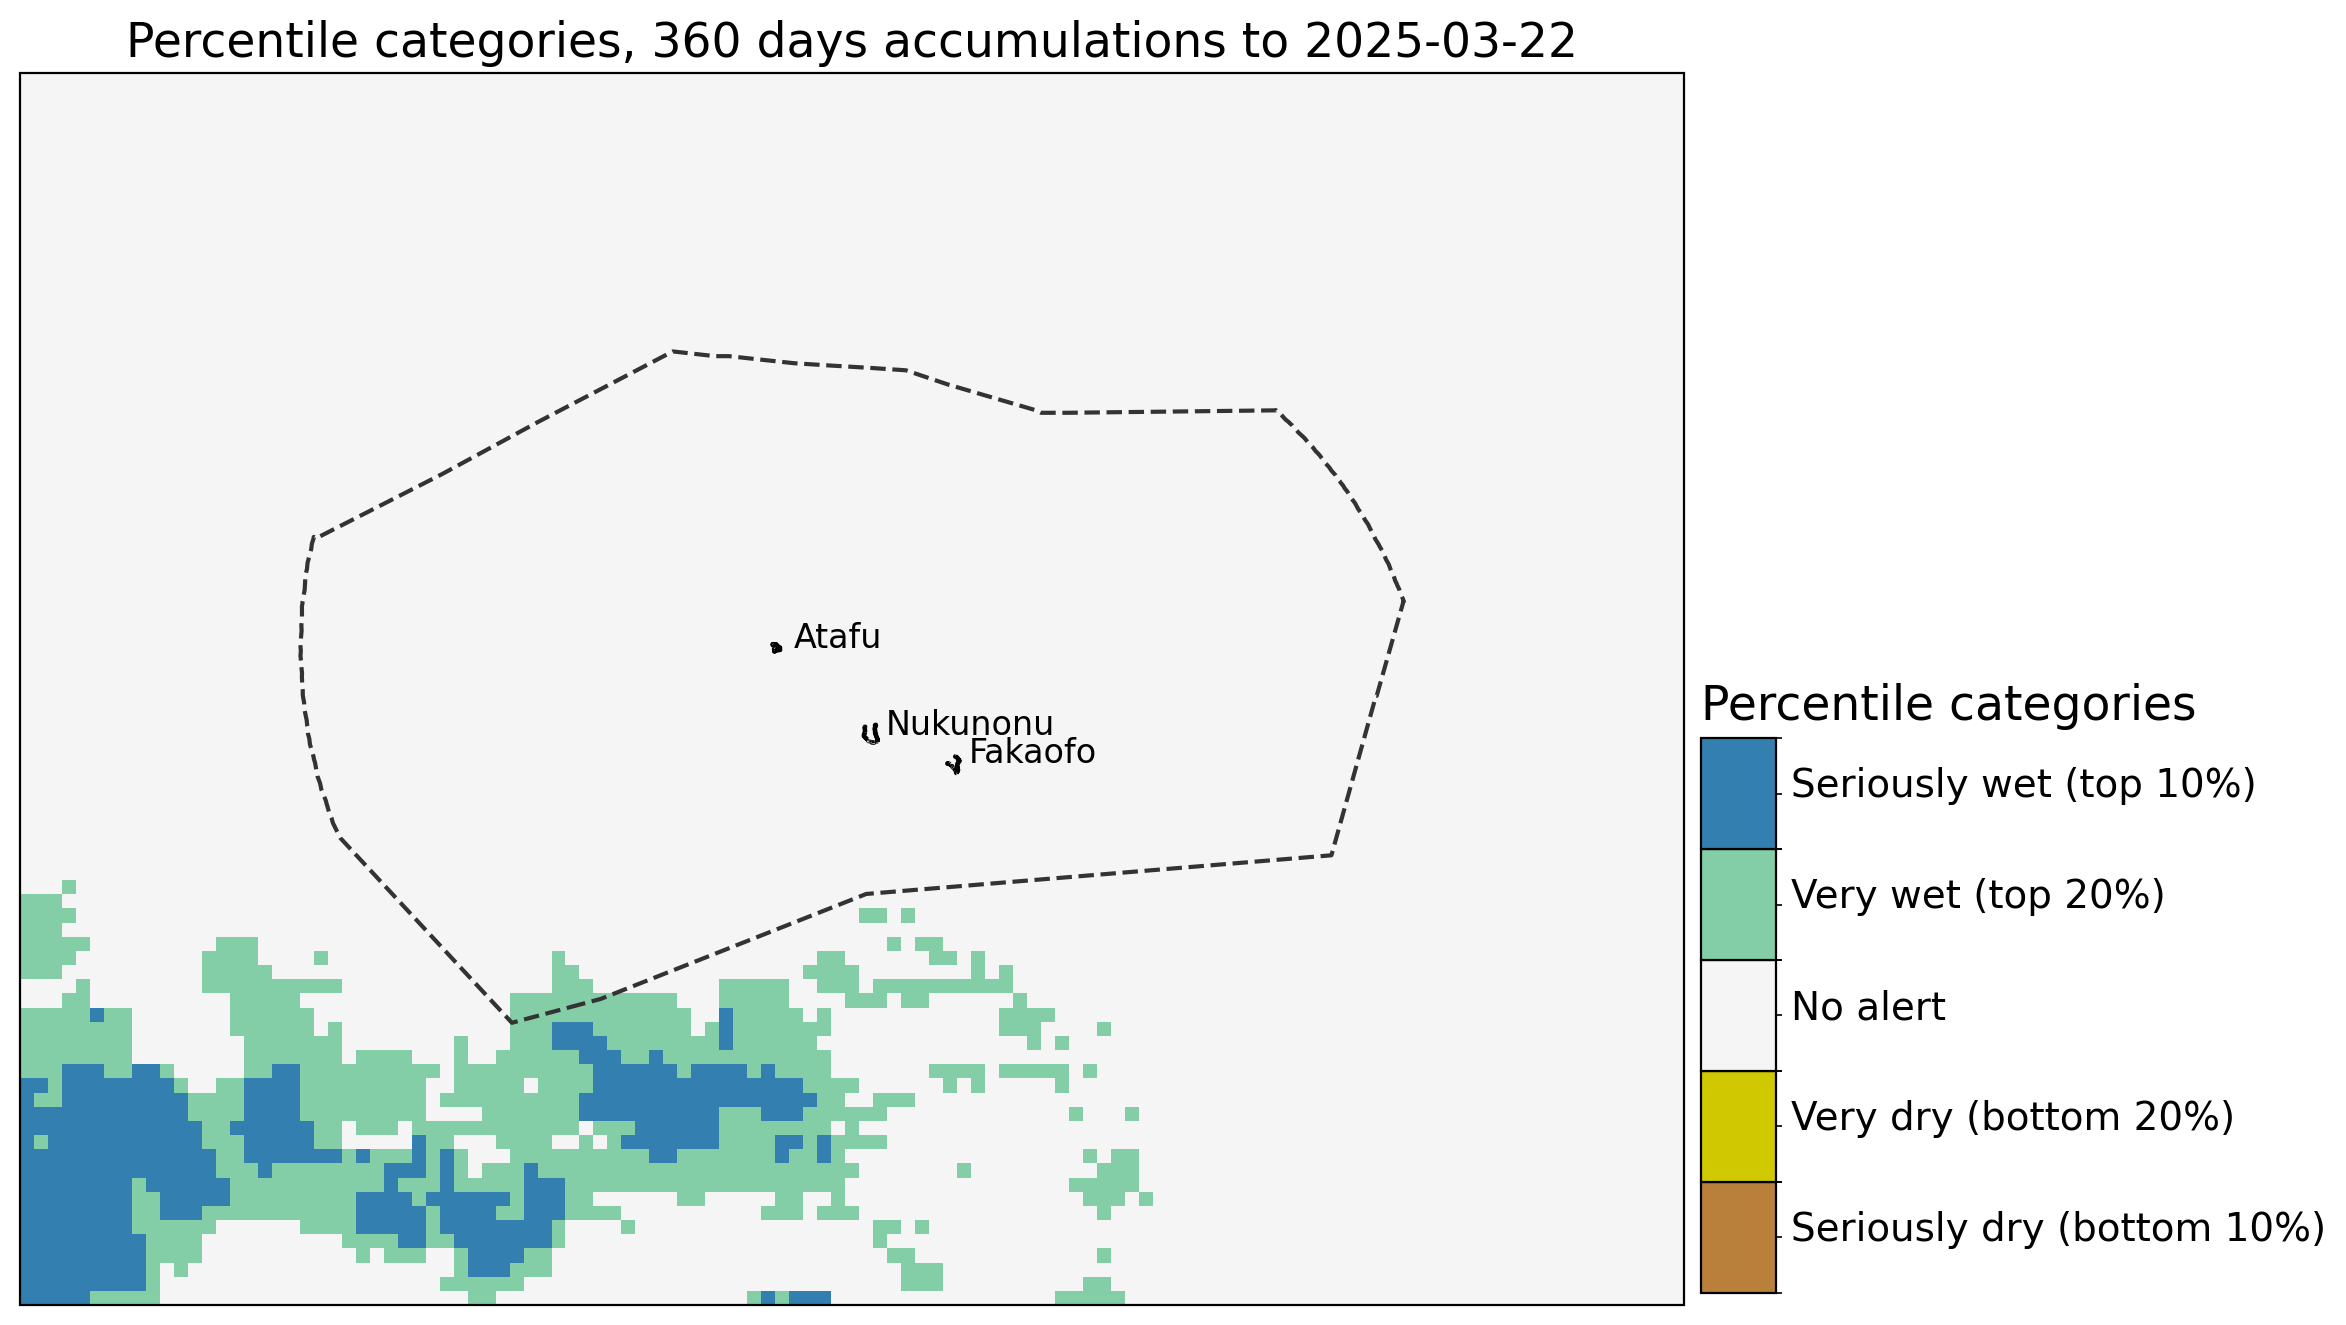 Percentile categories, 360 days accumulations to 2025-03-22
Atafu
Nukunonu
Fakaofo
Percentile categories
Seriously wet (top 10%)
Very wet (top 20%)
No alert
Very dry (bottom 20%)
Seriously dry (bottom 10%)